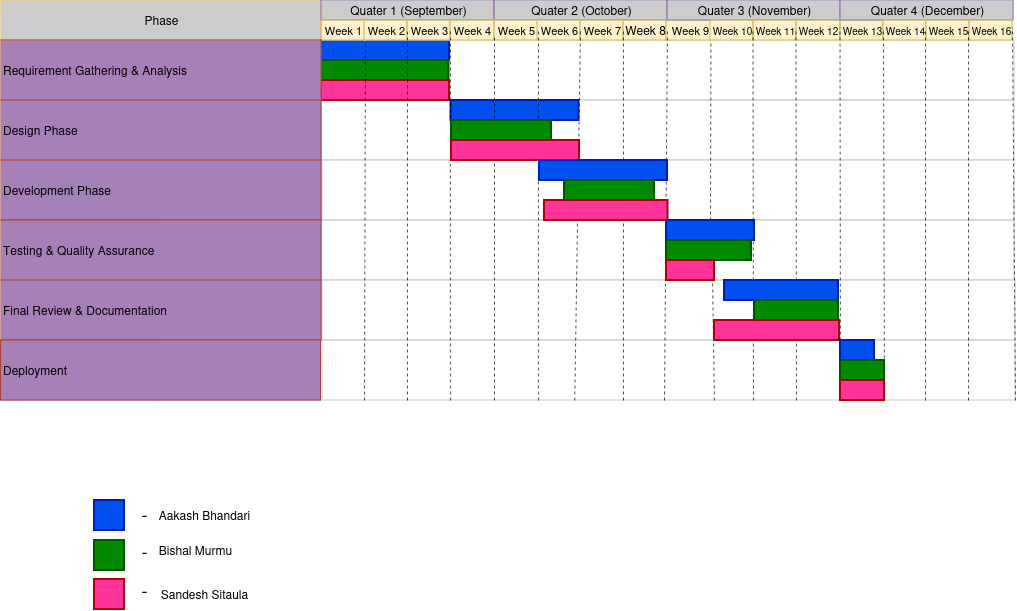 Phase
Quater 1 (September) Quater 2 (October) Quater 3 (November) Quater 4 (December)
Week 1 Week 2 Week 3 Week 4 Week 5 Week 6 Week 7 Week 8 Week 9 Week 10 Week 11 Week 12 Week 13 Week 14 Week 15 Week 16
Requirement Gathering & Analysis
Design Phase
Development Phase
Testing & Quality Assurance
Final Review & Documentation
Deployment
- Aakash Bhandari
- Bishal Murmu
- Sandesh Sitaula